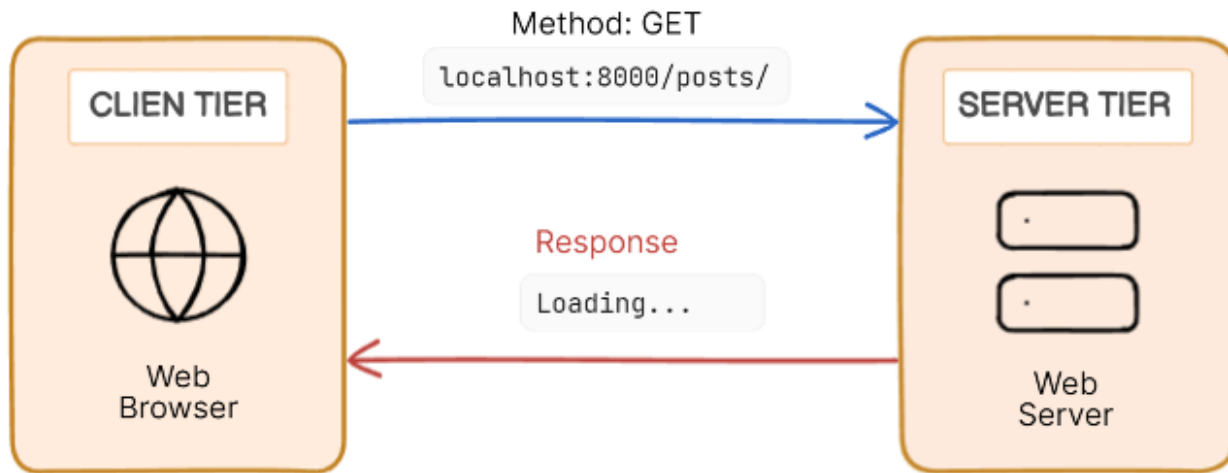 Method: GET
localhost:8000/posts/
CLIEN TIER
SERVER TIER
Response
Loading...
Web
Browser
Web
Server